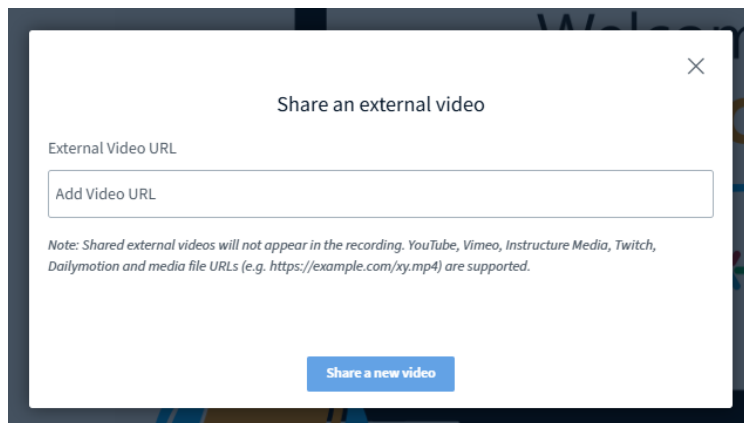 Welcom
Share an external video
External Video URL
Add Video URL
Note: Shared external videos will not appear in the recording. YouTube, Vimeo, Instructure Media, Twitch,
Dailymotion and media file URLs (e.g. https://example.com/xy.mp4) are supported.
Share a new video